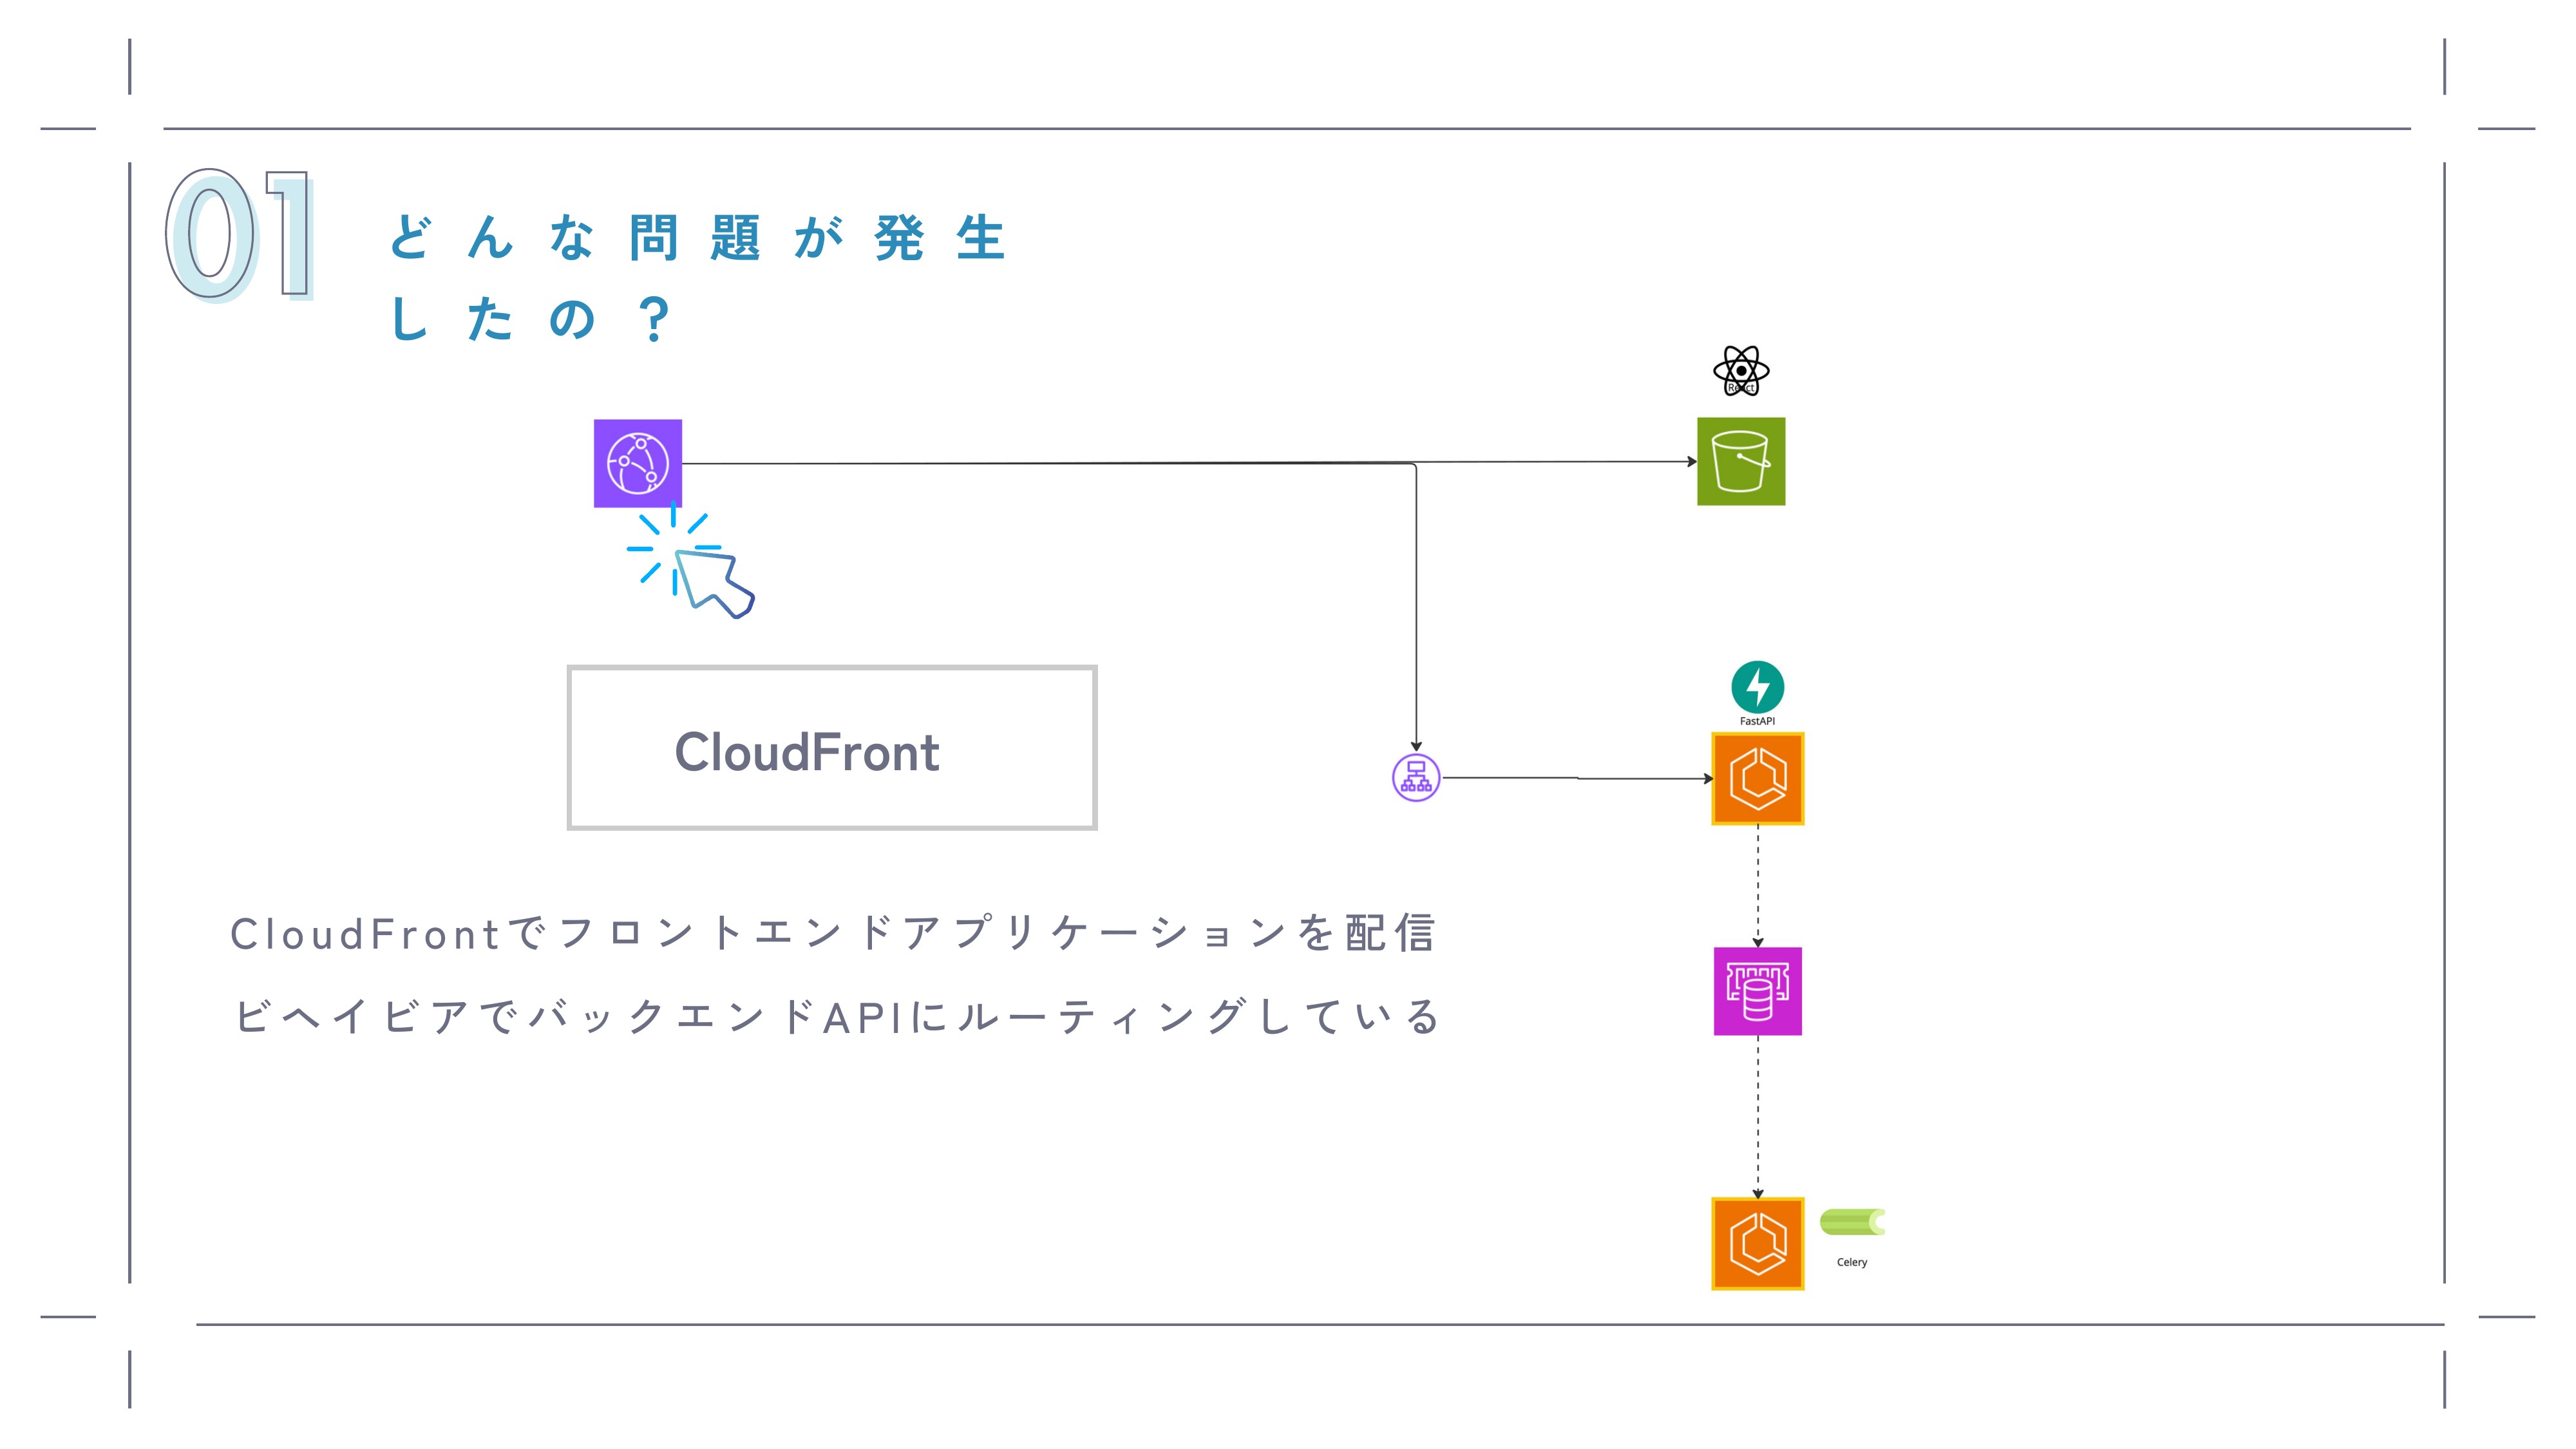 01
どんな問題が発生
したの？
React
CloudFront
FastAPI
CloudFrontでフロントエンドアプリケーションを配信
ビヘイビアでバックエンドAPIにルーティングしている
Celery